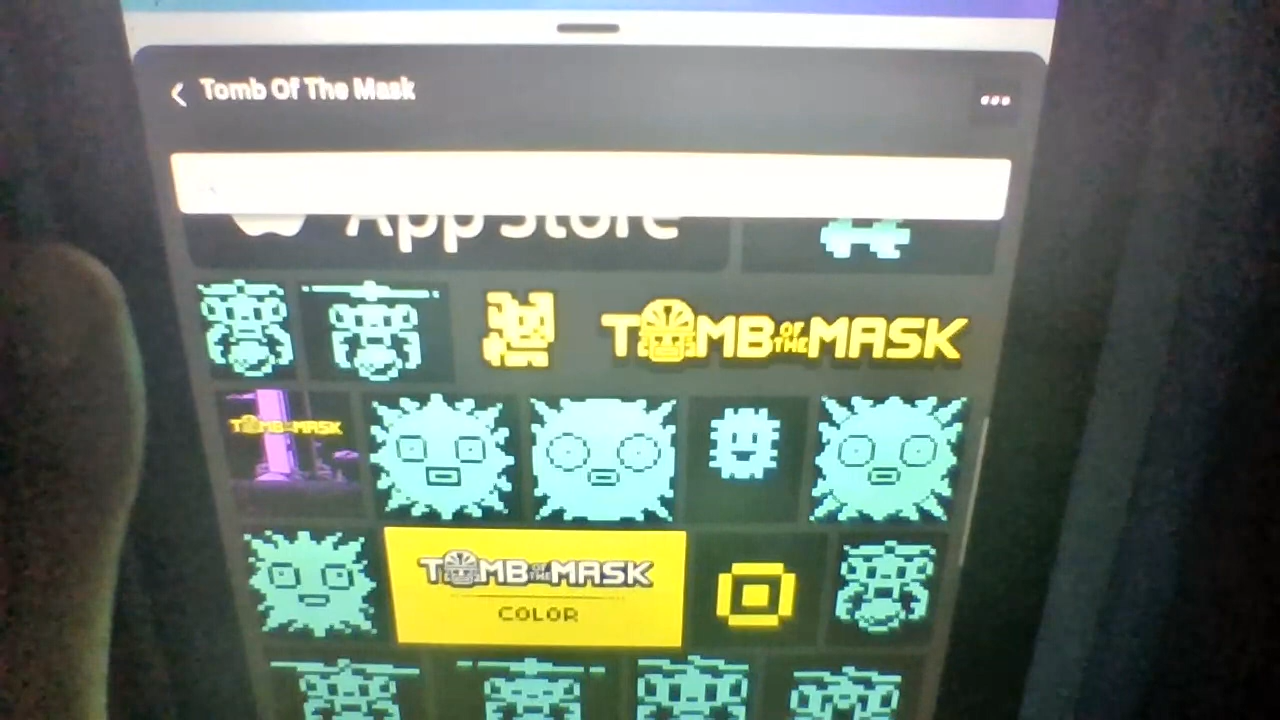 Tomb Of The Mask
App Store
TOMB OF THE MASK
TOMB OF THE MASK
TOMB OF THE MASK
COLOR